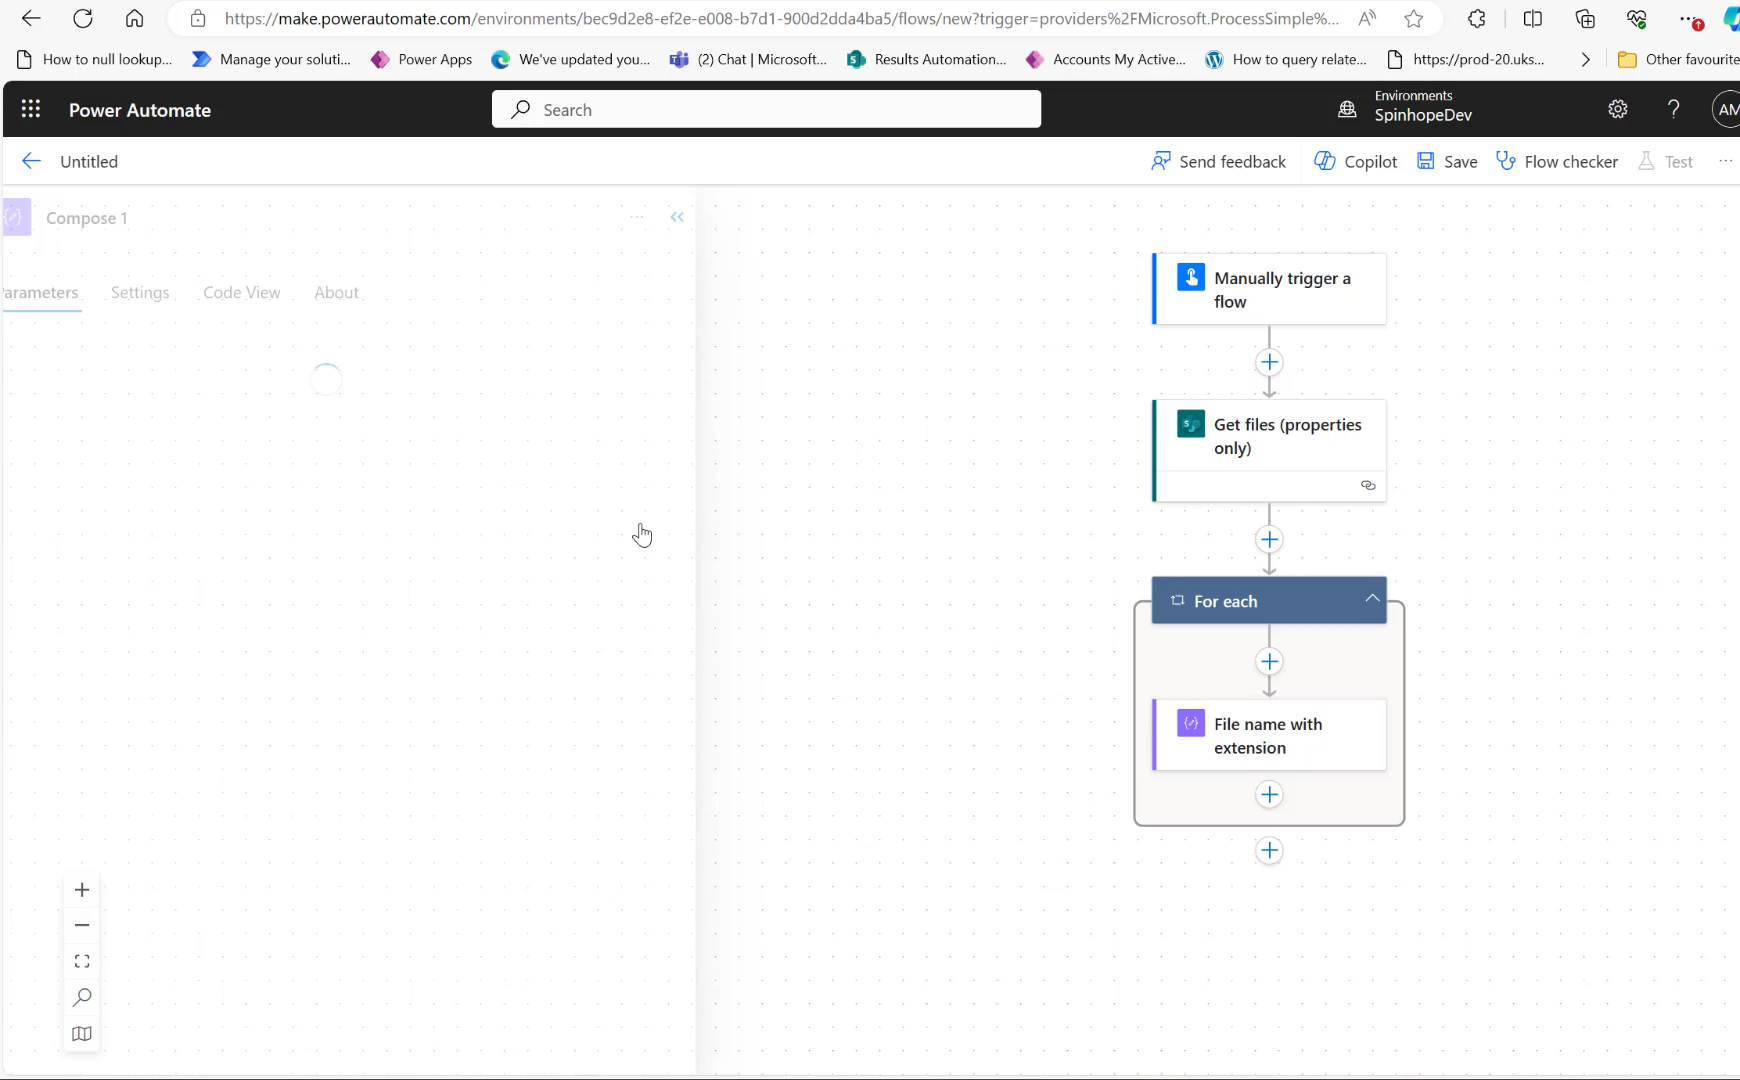 https://make.powerautomate.com/environments/bec9d2e8-ef2e-e008-b7d1-900d2dda4ba5/flows/new?trigger=providers%2FMicrosoft.ProcessSimple%...
How to null lookup...
Manage your soluti...
Power Apps
We've updated you...
(2) Chat | Microsoft...
Results Automation...
Accounts My Active...
How to query relate...
https://prod-20.uks...
Other favourite
Power Automate
Search
Environments
SpinhopeDev
AM
Untitled
Send feedback
Copilot
Save
Flow checker
Test
Compose 1
arameters
Settings
Code View
About
Manually trigger a
flow
Get files (properties
only)
For each
File name with
extension